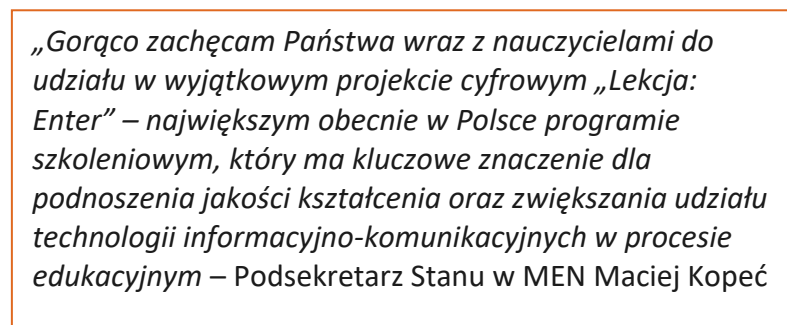 „Gorąco zachęcam Państwa wraz z nauczycielami do
udziału w wyjątkowym projekcie cyfrowym „Lekcja:
Enter” – największym obecnie w Polsce programie
szkoleniowym, który ma kluczowe znaczenie dla
podnoszenia jakości kształcenia oraz zwiększania udziału
technologii informacyjno-komunikacyjnych w procesie
edukacyjnym – Podsekretarz Stanu w MEN Maciej Kopeć